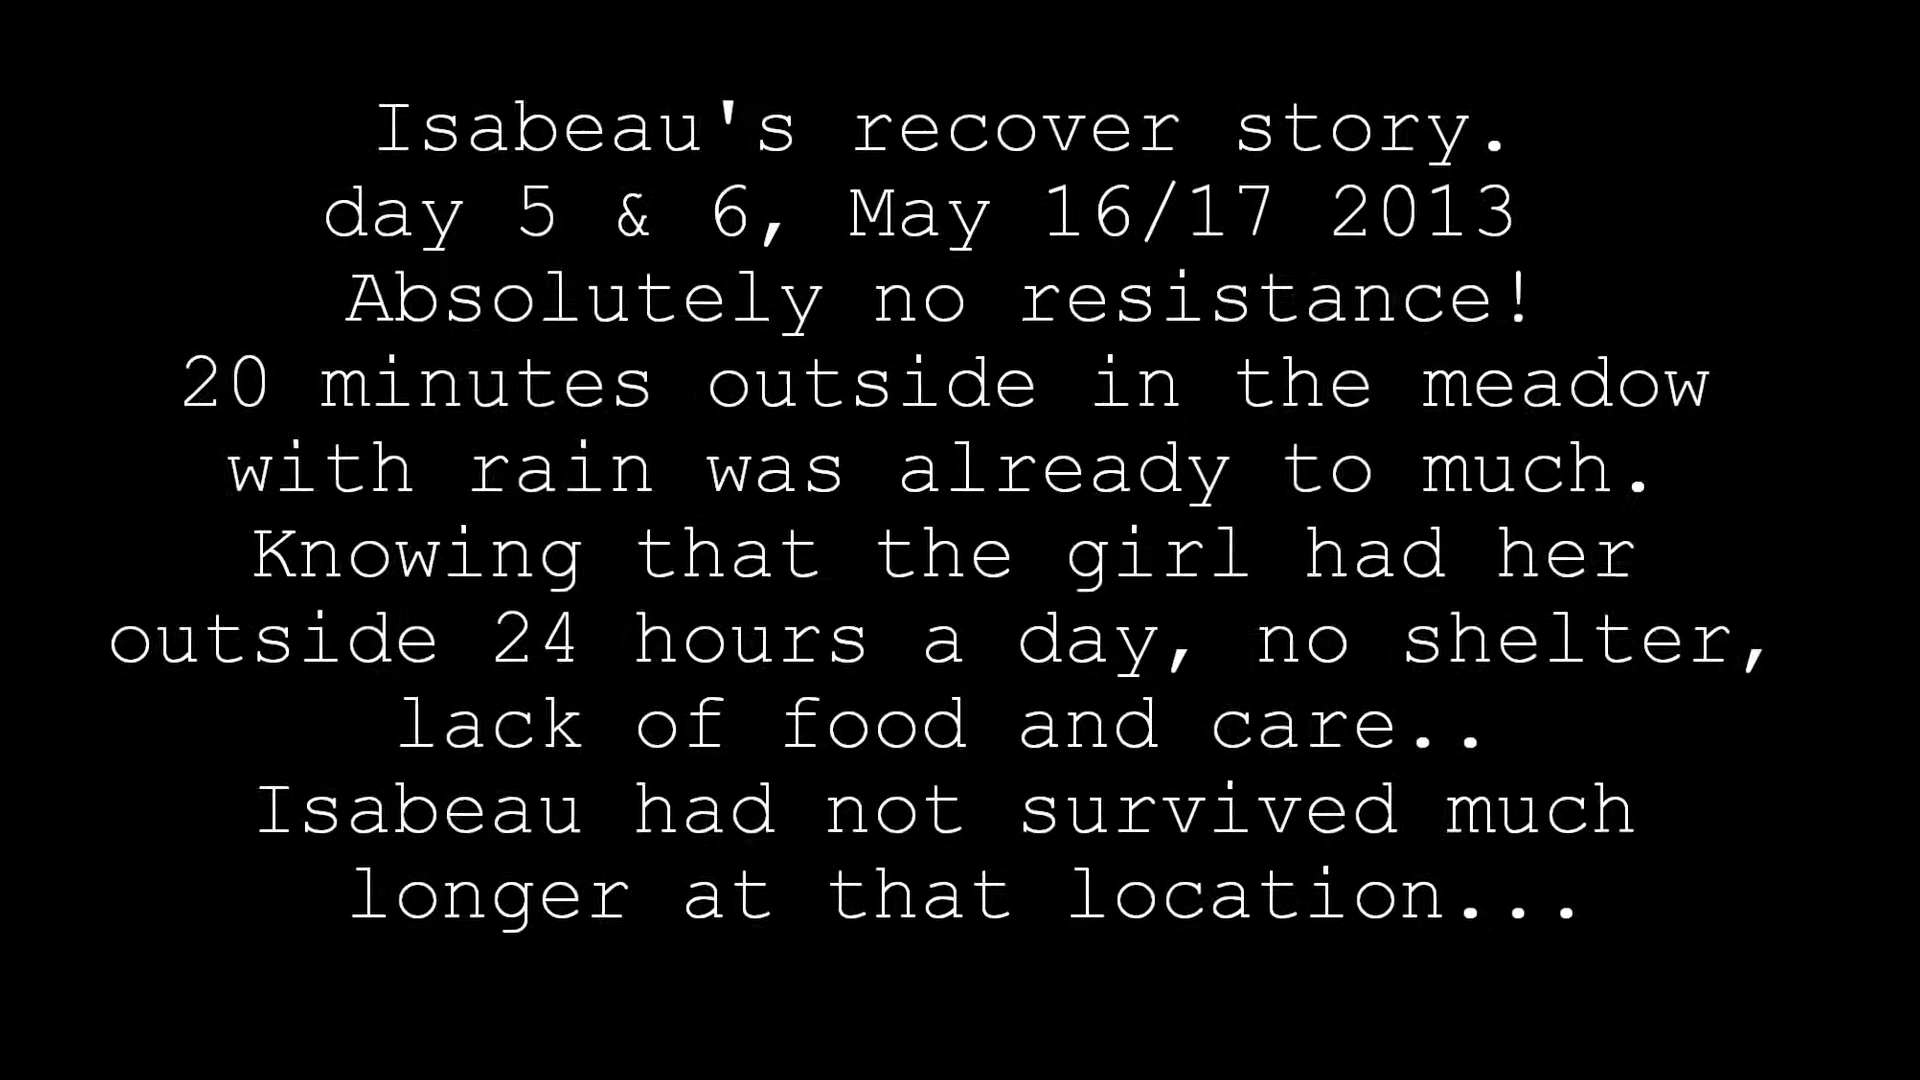 Isabeau's recover story.
day 5 & 6, May 16/17 2013
Absolutely no resistance!
20 minutes outside in the meadow
with rain was already to much.
Knowing that the girl had her
outside 24 hours a day, no shelter,
lack of food and care..
Isabeau had not survived much
longer at that location...